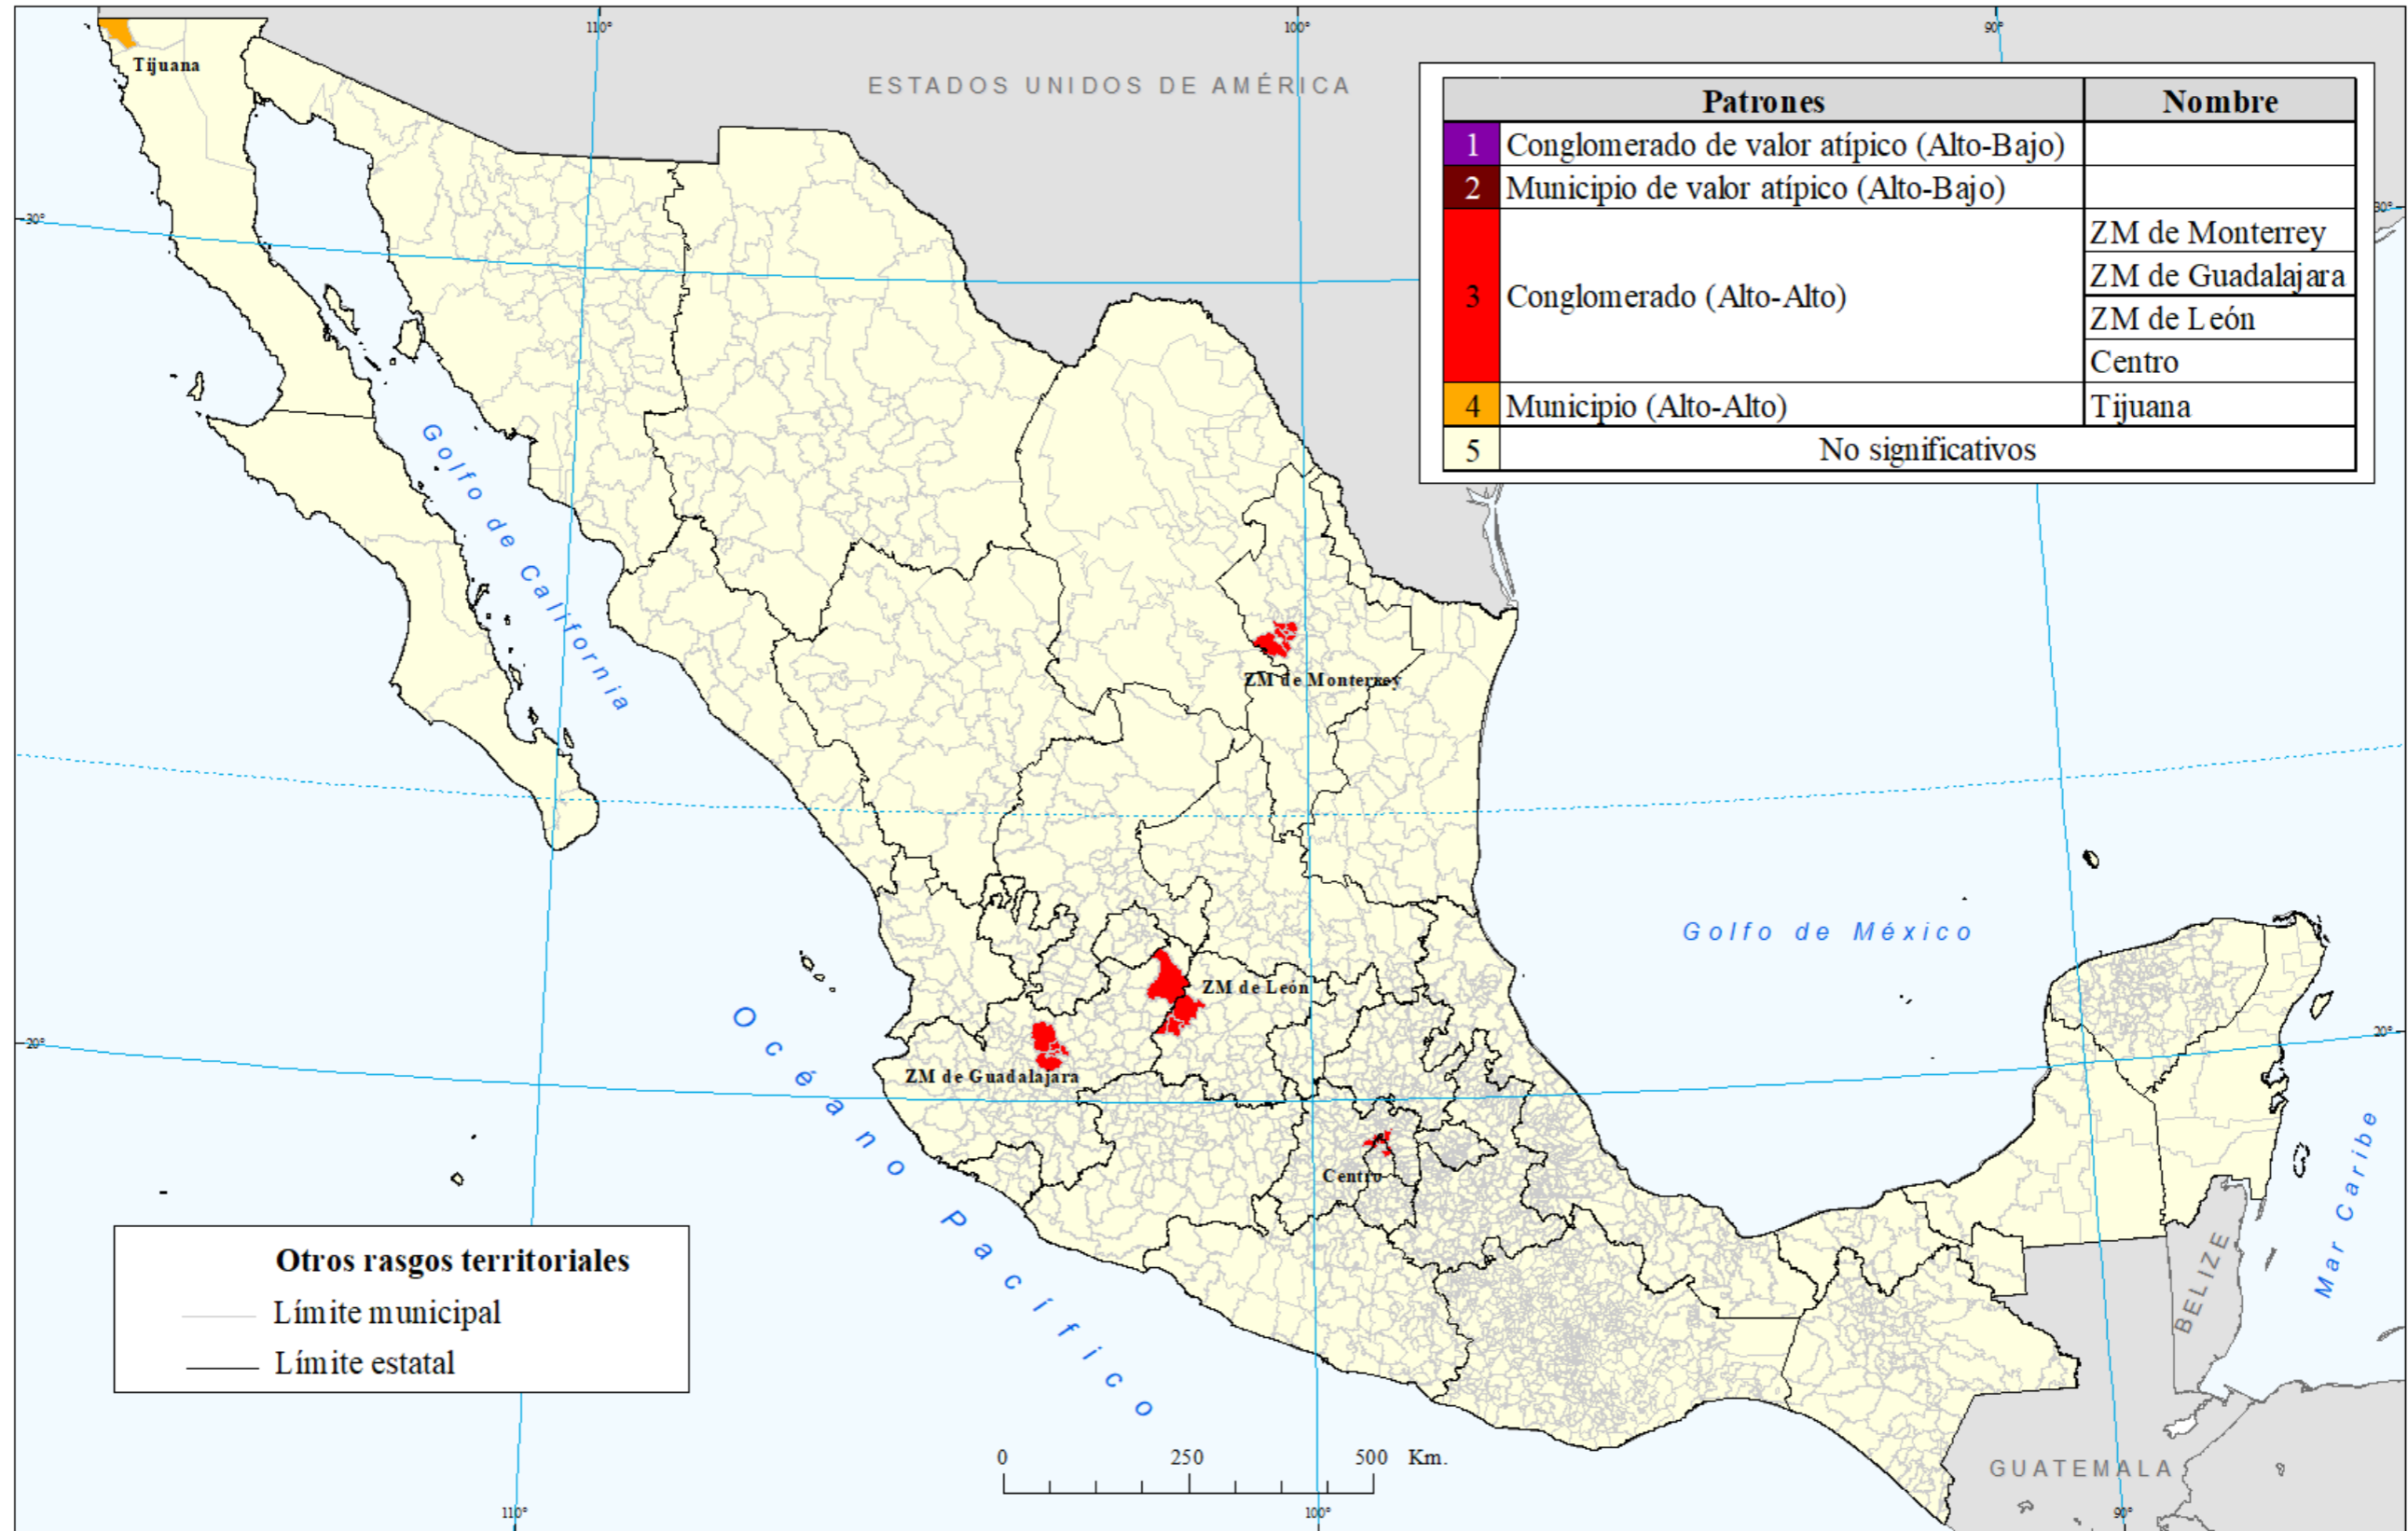 110°
100°
90°
Tijuana
ESTADOS UNIDOS DE AMÉRICA
Patrones
Nombre
1
Conglomerado de valor atípico (Alto-Bajo)
2
Municipio de valor atípico (Alto-Bajo)
3
Conglomerado (Alto-Alto)
ZM de Monterrey
ZM de Guadalajara
ZM de León
Centro
4
Municipio (Alto-Alto)
Tijuana
5
No significativos
30°
30°
Golfo de California
ZM de Monterrey
Golfo de México
ZM de León
20°
20°
ZM de Guadalajara
Océano Pacífico
Centro
Mar Caribe
BELIZE
Otros rasgos territoriales
Límite municipal
Límite estatal
0
250
500
Km.
GUATEMALA
110°
100°
90°